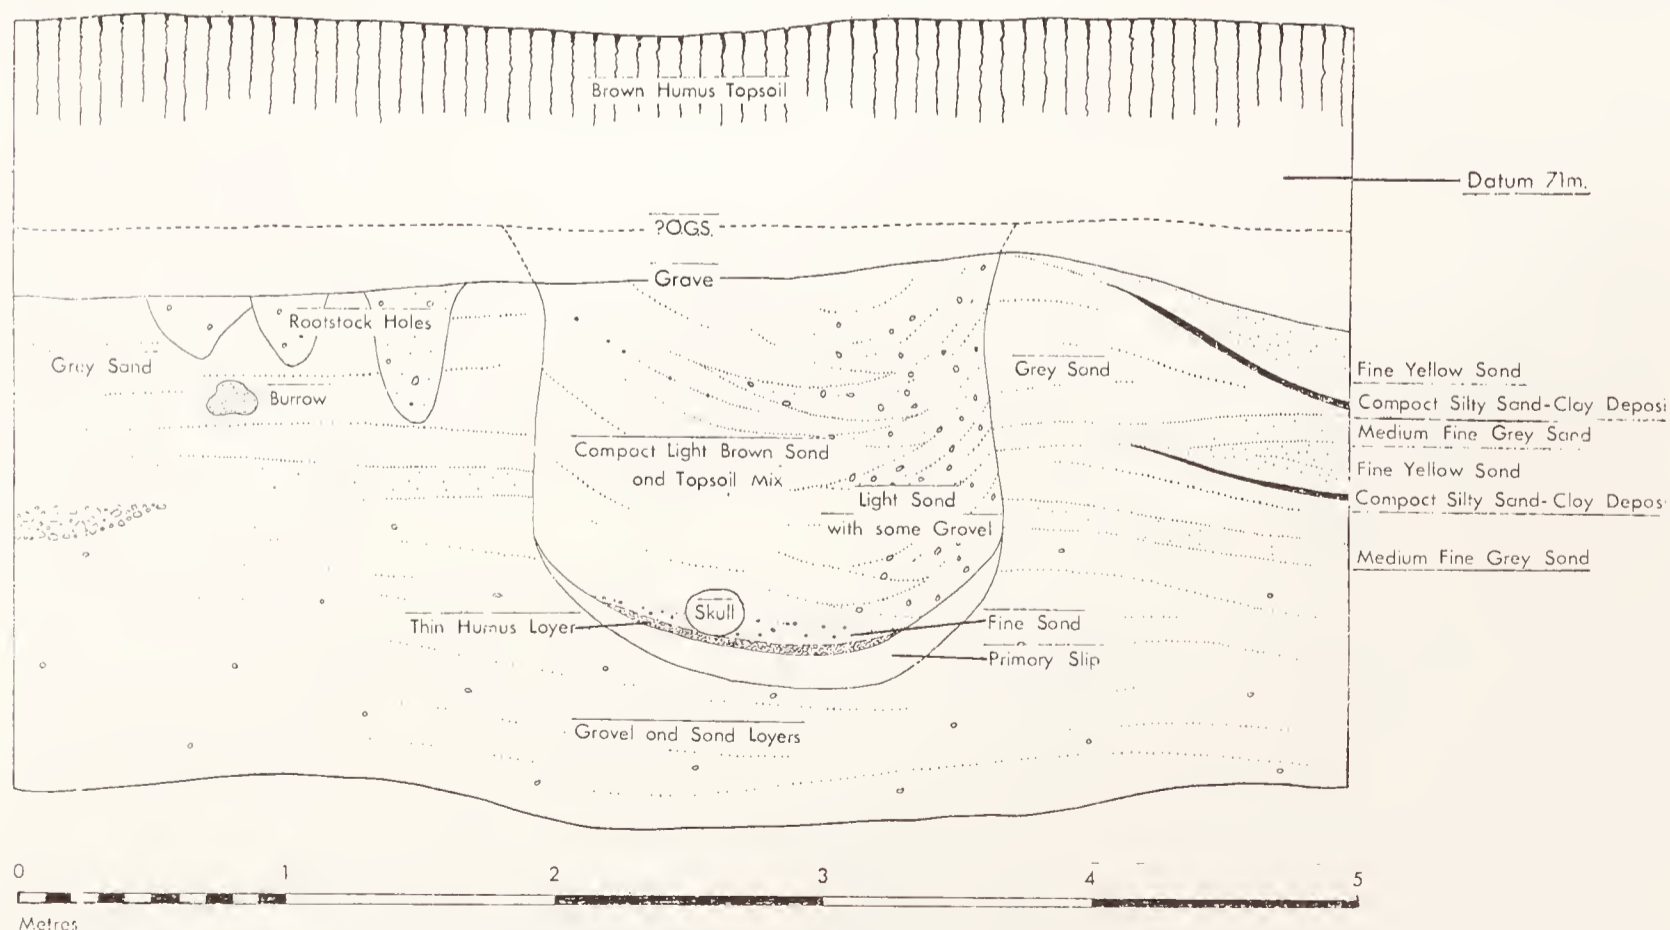 Brown Humus Topsoil
Datum 71m.
?O.G.S.
Grave
Rootstock Holes
Grey Sand
Grey Sand
Burrow
Fine Yellow Sand
Compact Silty Sand-Clay Deposi
Medium Fine Grey Sand
Fine Yellow Sand
Compact Silty Sand-Clay Depos
Medium Fine Grey Sand
Compact Light Brown Sand
and Topsoil Mix
Light Sand
with some Gravel
Skull
Thin Humus Layer
Fine Sand
Primary Slip
Gravel and Sand Layers
0 1 2 3 4 5
Metres